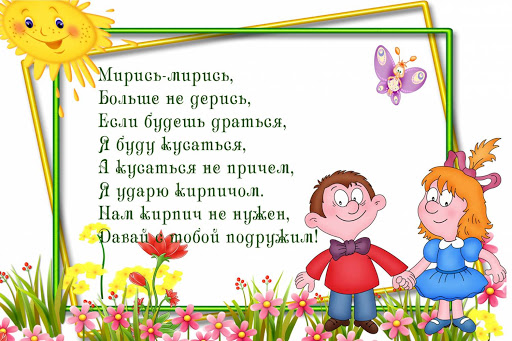 Мирись-мирись,
Больше не дерись,
Если будешь драться,
Я буду кусаться,
А кусаться не причем,
Я ударю кирпичом.
Нам кирпич не нужен,
Давай с тобой подружим!